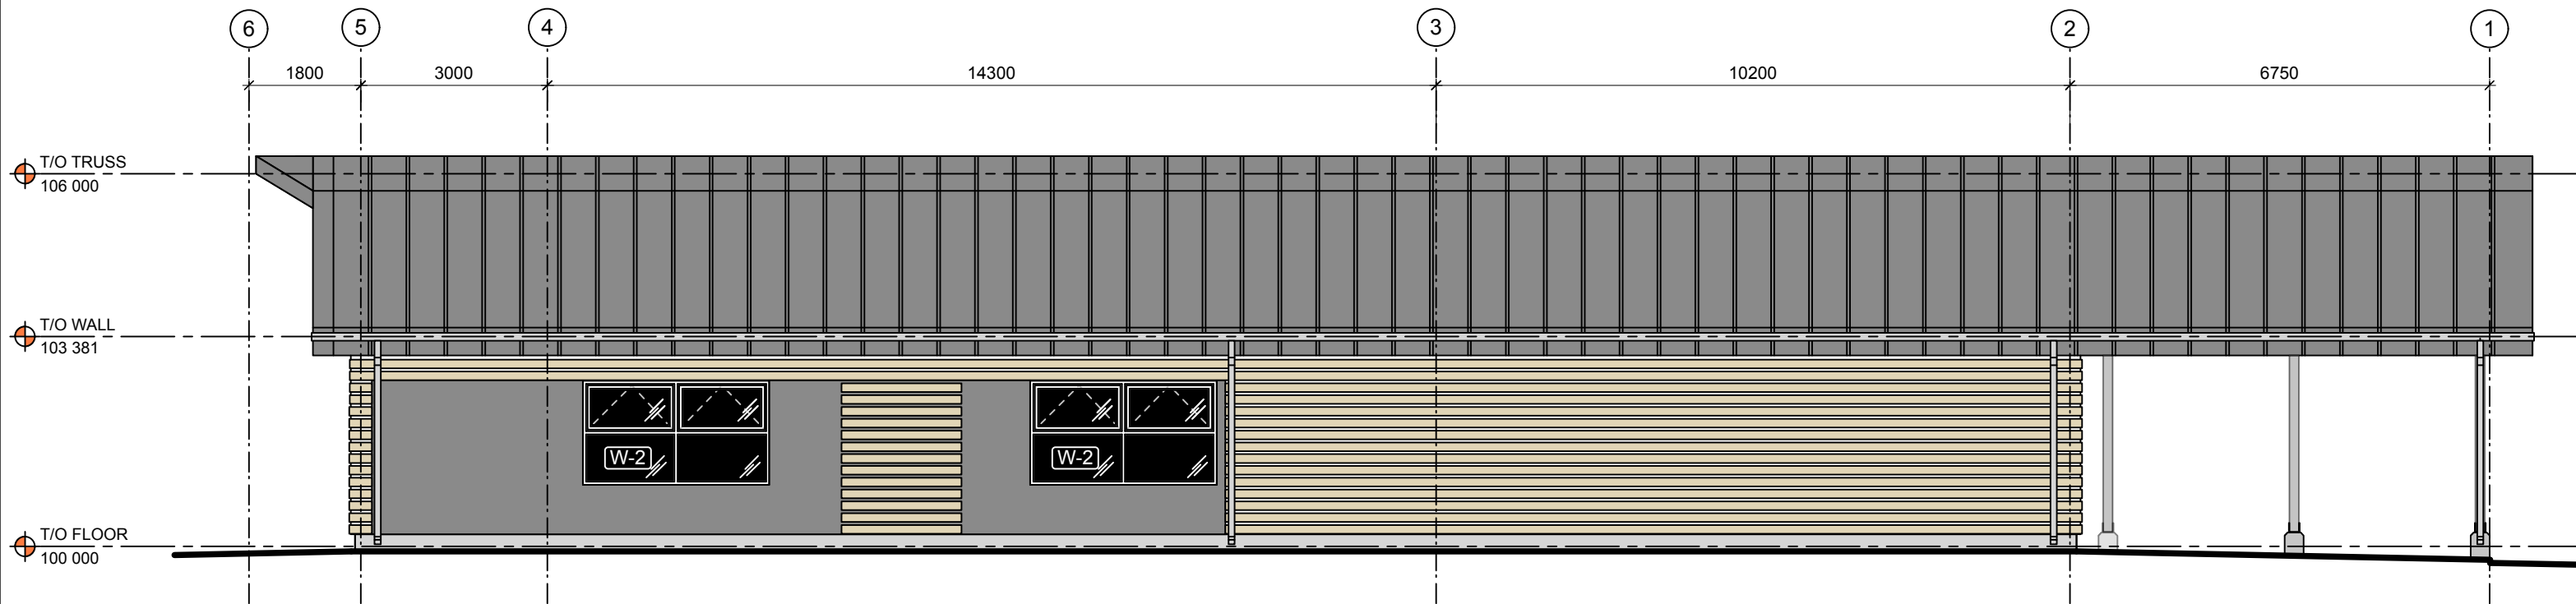 6 5 4 3 2 1
1800 3000 14300 10200 6750
T/O TRUSS
106 000
T/O WALL
103 381
W-2 W-2
T/O FLOOR
100 000